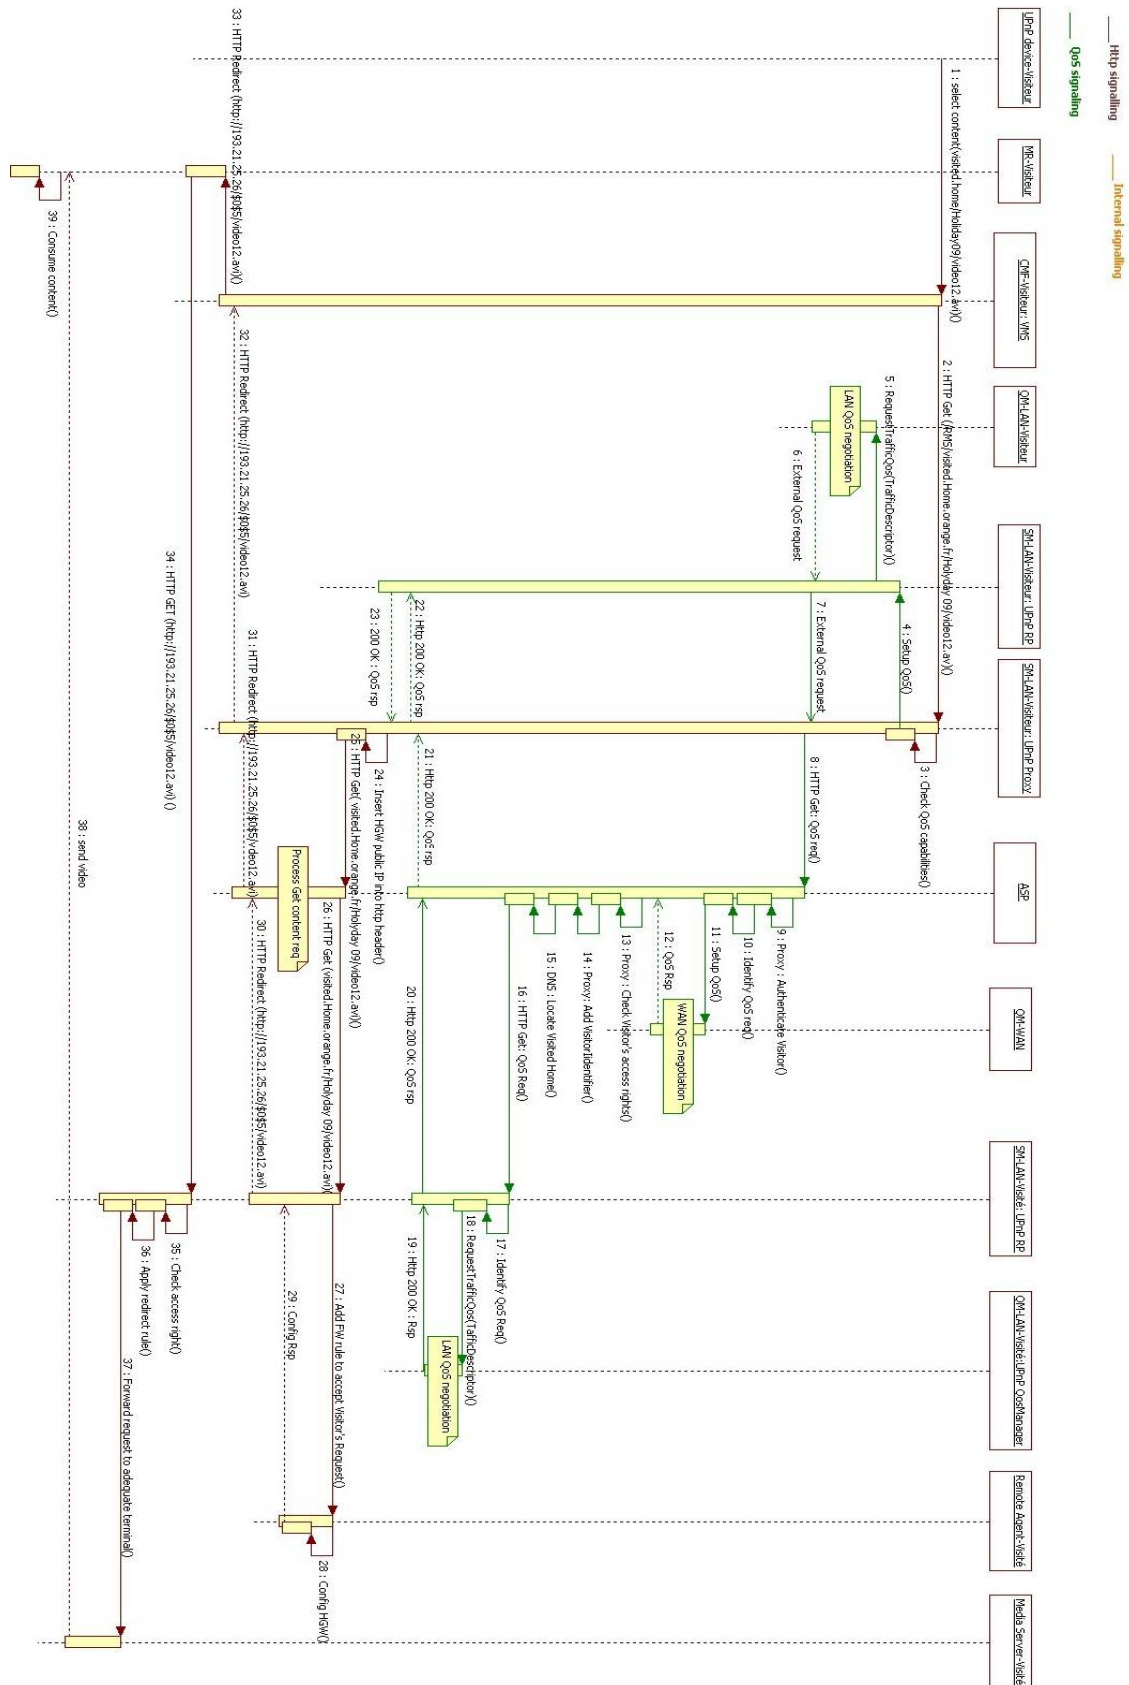 Http signalling
Internal signalling
QoS signaling
UPnP device-Visiteur
MR-Visiteur
CMF-Visiteur: VMS
QM-LAN-Visiteur
SM-LAN-Visiteur: UPnP RP
SM-LAN-Visiteur: UPnP Proxy
ASP
QM-WAN
SM-LAN-Visité: UPnP RP
QM-LAN-Visité:UPnP QosManager
Remote Agent-Visité
Media Server-Visité
1 : select content(visited.home/Holiday09/video12.avi)()
2 : HTTP Get (/RMS/visited.Home.orange.fr/Holyday 09/video12.avi)()
3 : Check QoS capabilities()
4 : Setup QoS()
5 : RequestTrafficQos(TrafficDescriptor)()
LAN QoS negotiation
6 : External QoS request
7 : External QoS request
8 : HTTP Get: QoS req()
9 : Proxy : Authenticate Visitor()
10 : Identify QoS req()
11 : Setup QoS()
WAN QoS negotiation
12 : QoS Rsp
13 : Proxy : Check Visitor's access rights()
14 : Proxy: Add VisitorIdentifier()
15 : DNS : Locate Visited Home()
16 : HTTP Get: QoS Req()
17 : Identify QoS Req()
18 : RequestTrafficQos(TafficDescriptor)()
LAN QoS negotiation
19 : Http 200 OK : Rsp
20 : Http 200 OK: QoS rsp
21 : Http 200 OK: QoS rsp
22 : Http 200 OK: QoS rsp
23 : 200 OK : QoS rsp
24 : Insert HGW public IP into http header()
25 : HTTP Get( visited.Home.orange.fr/Holyday 09/video12.avi)()
26 : HTTP Get (visited.Home.orange.fr/Holyday 09/video12.avi)()
27 : Add FW rule to accept Visitor's Request()
28 : Config HGW()
29 : Config Rsp
Process Get content req
30 : HTTP Redirect (http://193.21.25.26/$0$5/video12.avi)
31 : HTTP Redirect (http://193.21.25.26/$0$5/video12.avi)
32 : HTTP Redirect (http://193.21.25.26/$0$5/video12.avi)
33 : HTTP Redirect (http://193.21.25.26/$0$5/video12.avi)()
34 : HTTP GET (http://193.21.25.26/$0$5/video12.avi) ()
35 : Check access right()
36 : Apply redirect rule()
37 : Forward request to adequate terminal()
38 : send video
39 : Consume content()